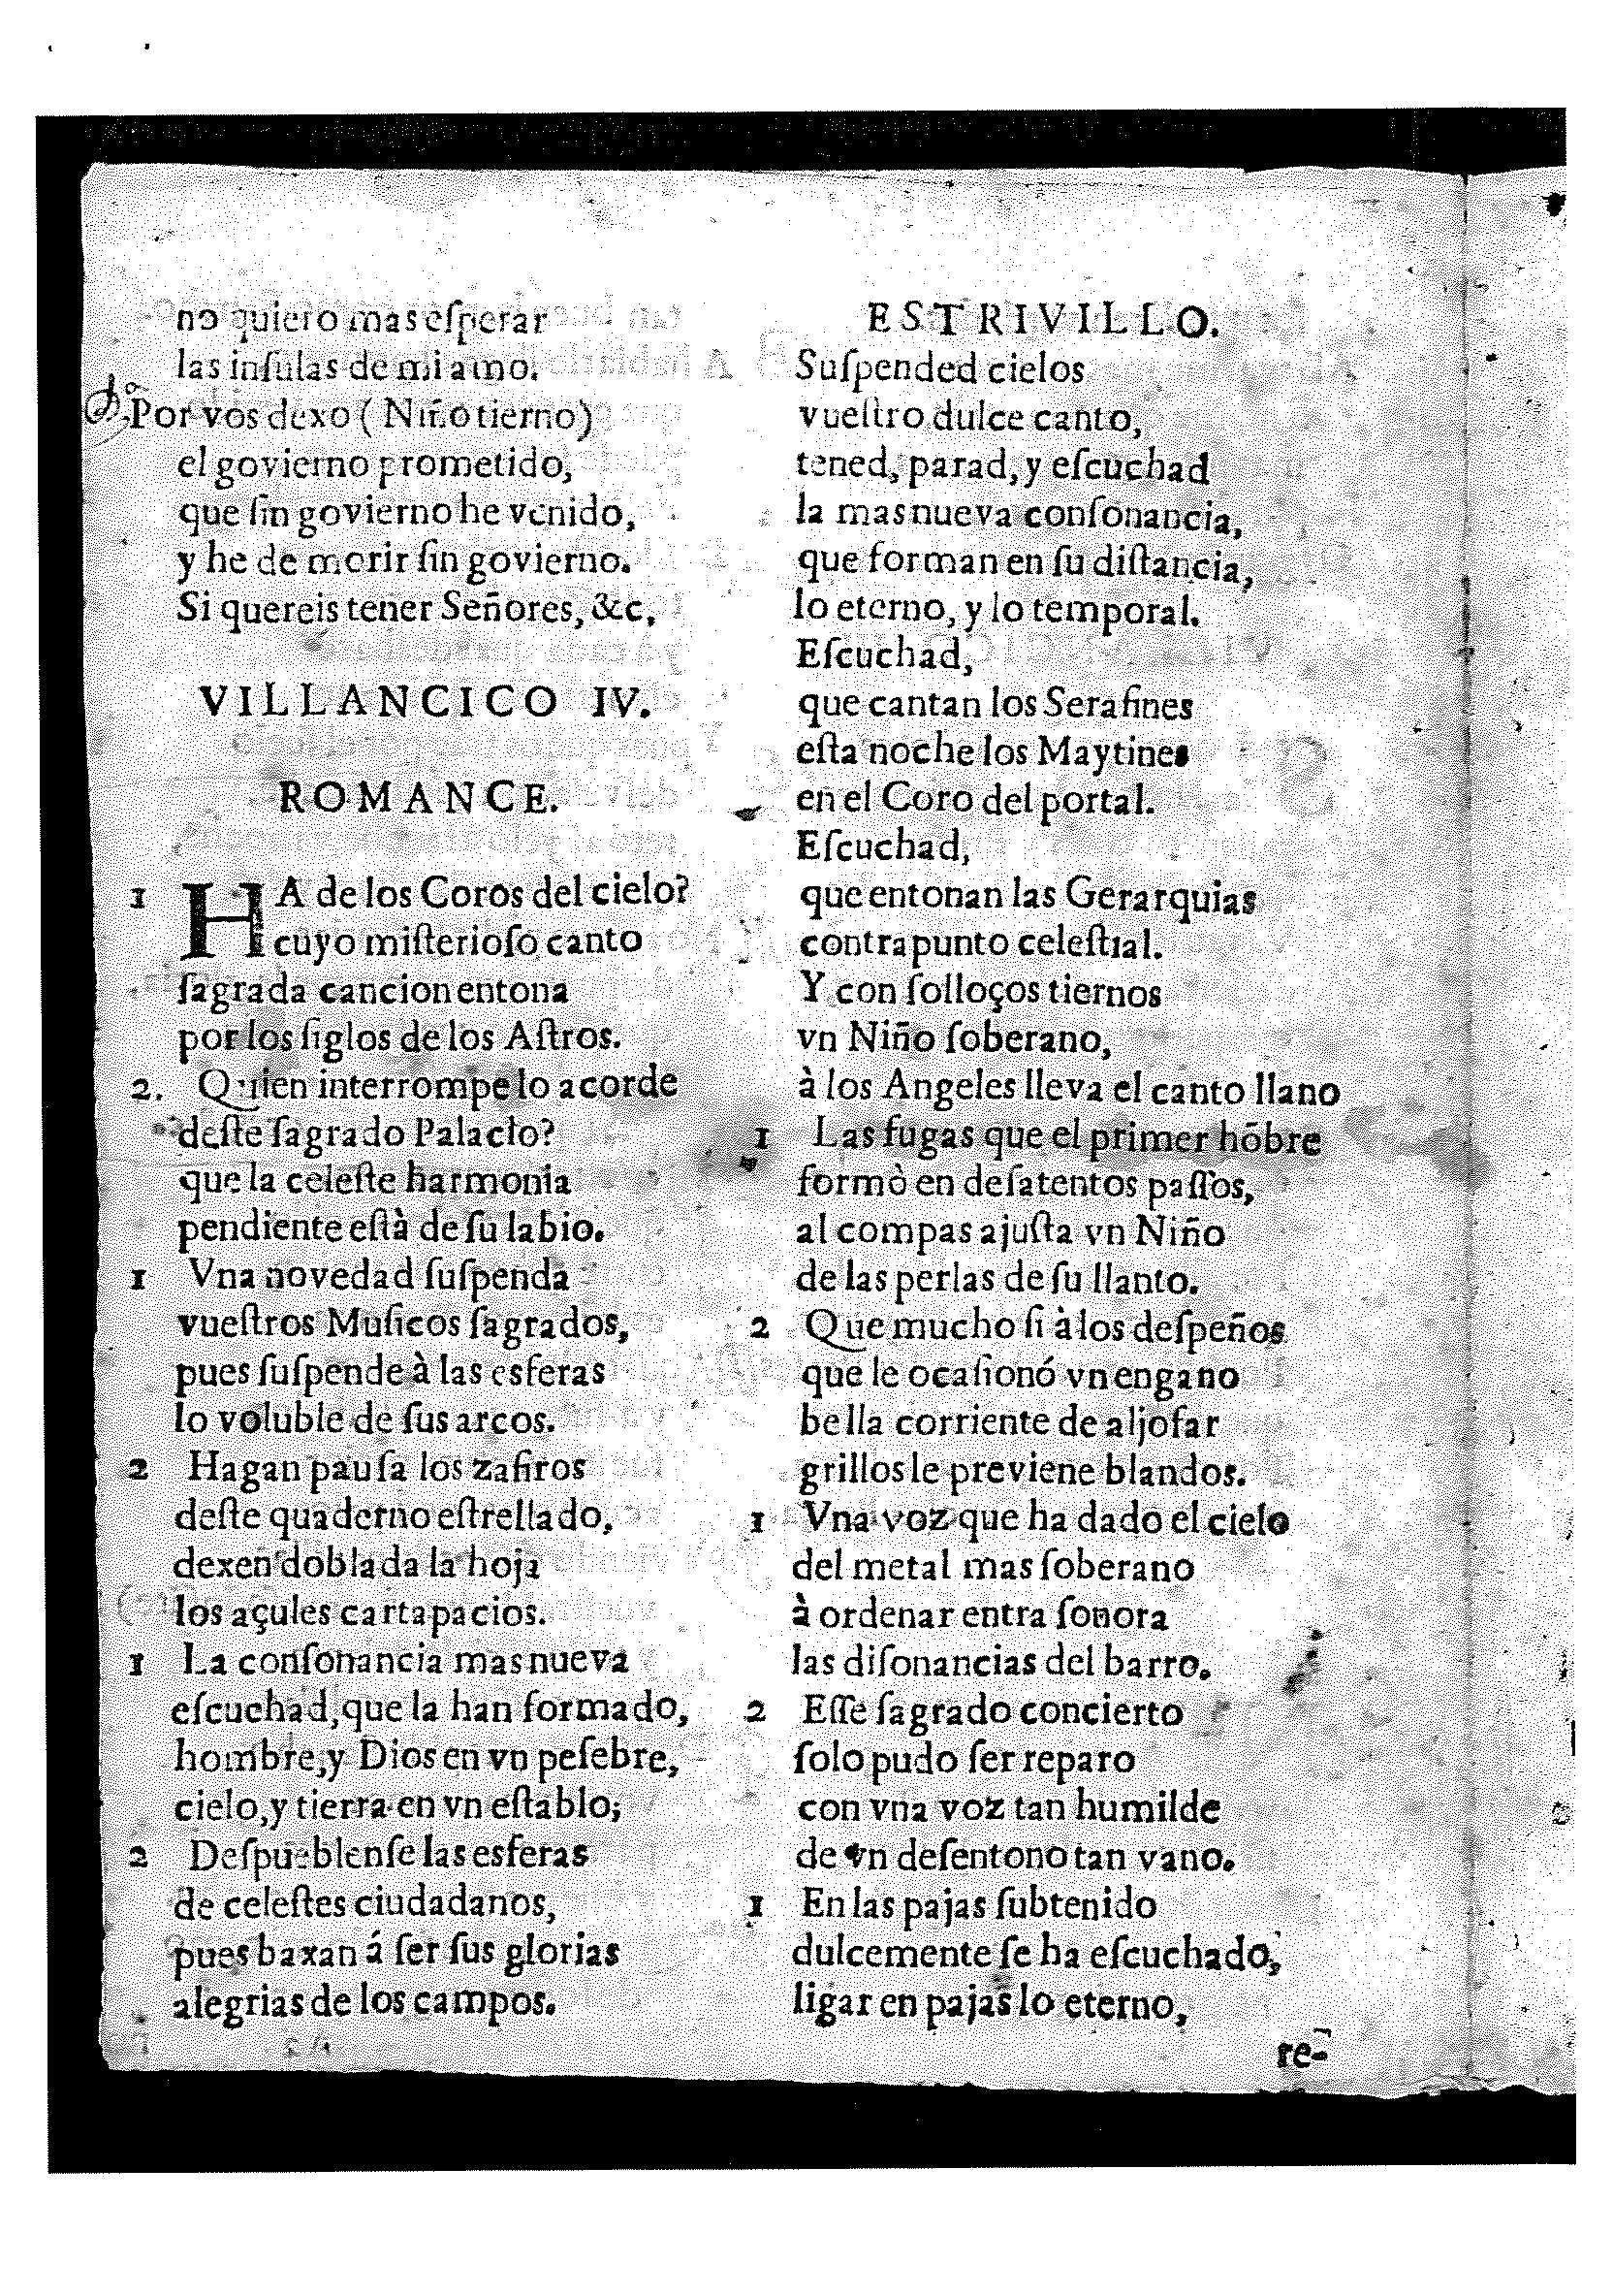 no quiero mas eſperar
las inſulas de mi amo.
Por vos dexo ( Niño tierno)
el govierno prometido,
que ſin govierno he venido,
y he de morir ſin govierno.
Si quereis tener Señores, &c.
VILLANCICO IV.
ROMANCE.
1 HA de los Coros del cielo?
cuyo miſterioſo canto
ſagrada cancion entona
por los ſiglos de los Aſtros.
2. Quien interrompe lo acorde
deſte ſagrado Palacio?
que la celeſte harmonia
pendiente eſtà de ſu labio.
1 Vna novedad ſuſpenda
vueſtros Muſicos ſagrados,
pues ſuſpende à las esferas
lo voluble de ſus arcos.
2 Hagan pauſa los zafiros
deſte quaderno eſtrellado,
dexen doblada la hoja
los açules cartapacios.
1 La conſonancia mas nueva
eſcuchad, que la han formado,
hombre, y Dios en vn peſebre,
cielo, y tierra en vn eſtablo;
2 Deſpueblenſe las esferas
de celeſtes ciudadanos,
pues baxan á ſer ſus glorias
alegrias de los campos.
ESTRIVILLO.
Suſpended cielos
vueſtro dulce canto,
tened, parad, y eſcuchad
la mas nueva conſonancia,
que forman en ſu diſtancia,
lo eterno, y lo temporal.
Eſcuchad,
que cantan los Serafines
eſta noche los Maytines
en el Coro del portal.
Eſcuchad,
que entonan las Gerarquias
contrapunto celeſtial.
Y con ſolloços tiernos
vn Niño ſoberano,
à los Angeles lleva el canto llano
1 Las fugas que el primer hõbre
formò en deſatentos paſſos,
al compas ajuſta vn Niño
de las perlas de ſu llanto.
2 Que mucho ſi à los deſpeños
que le ocaſionó vn engano
bella corriente de aljofar
grillos le previene blandos.
1 Vna voz que ha dado el cielo
del metal mas ſoberano
à ordenar entra ſonora
las diſonancias del barro.
2 Eſſe ſagrado concierto
ſolo pudo ſer reparo
con vna voz tan humilde
de vn deſentono tan vano.
1 En las pajas ſubtenido
dulcemente ſe ha eſcuchado,
ligar en pajas lo eterno,
re-